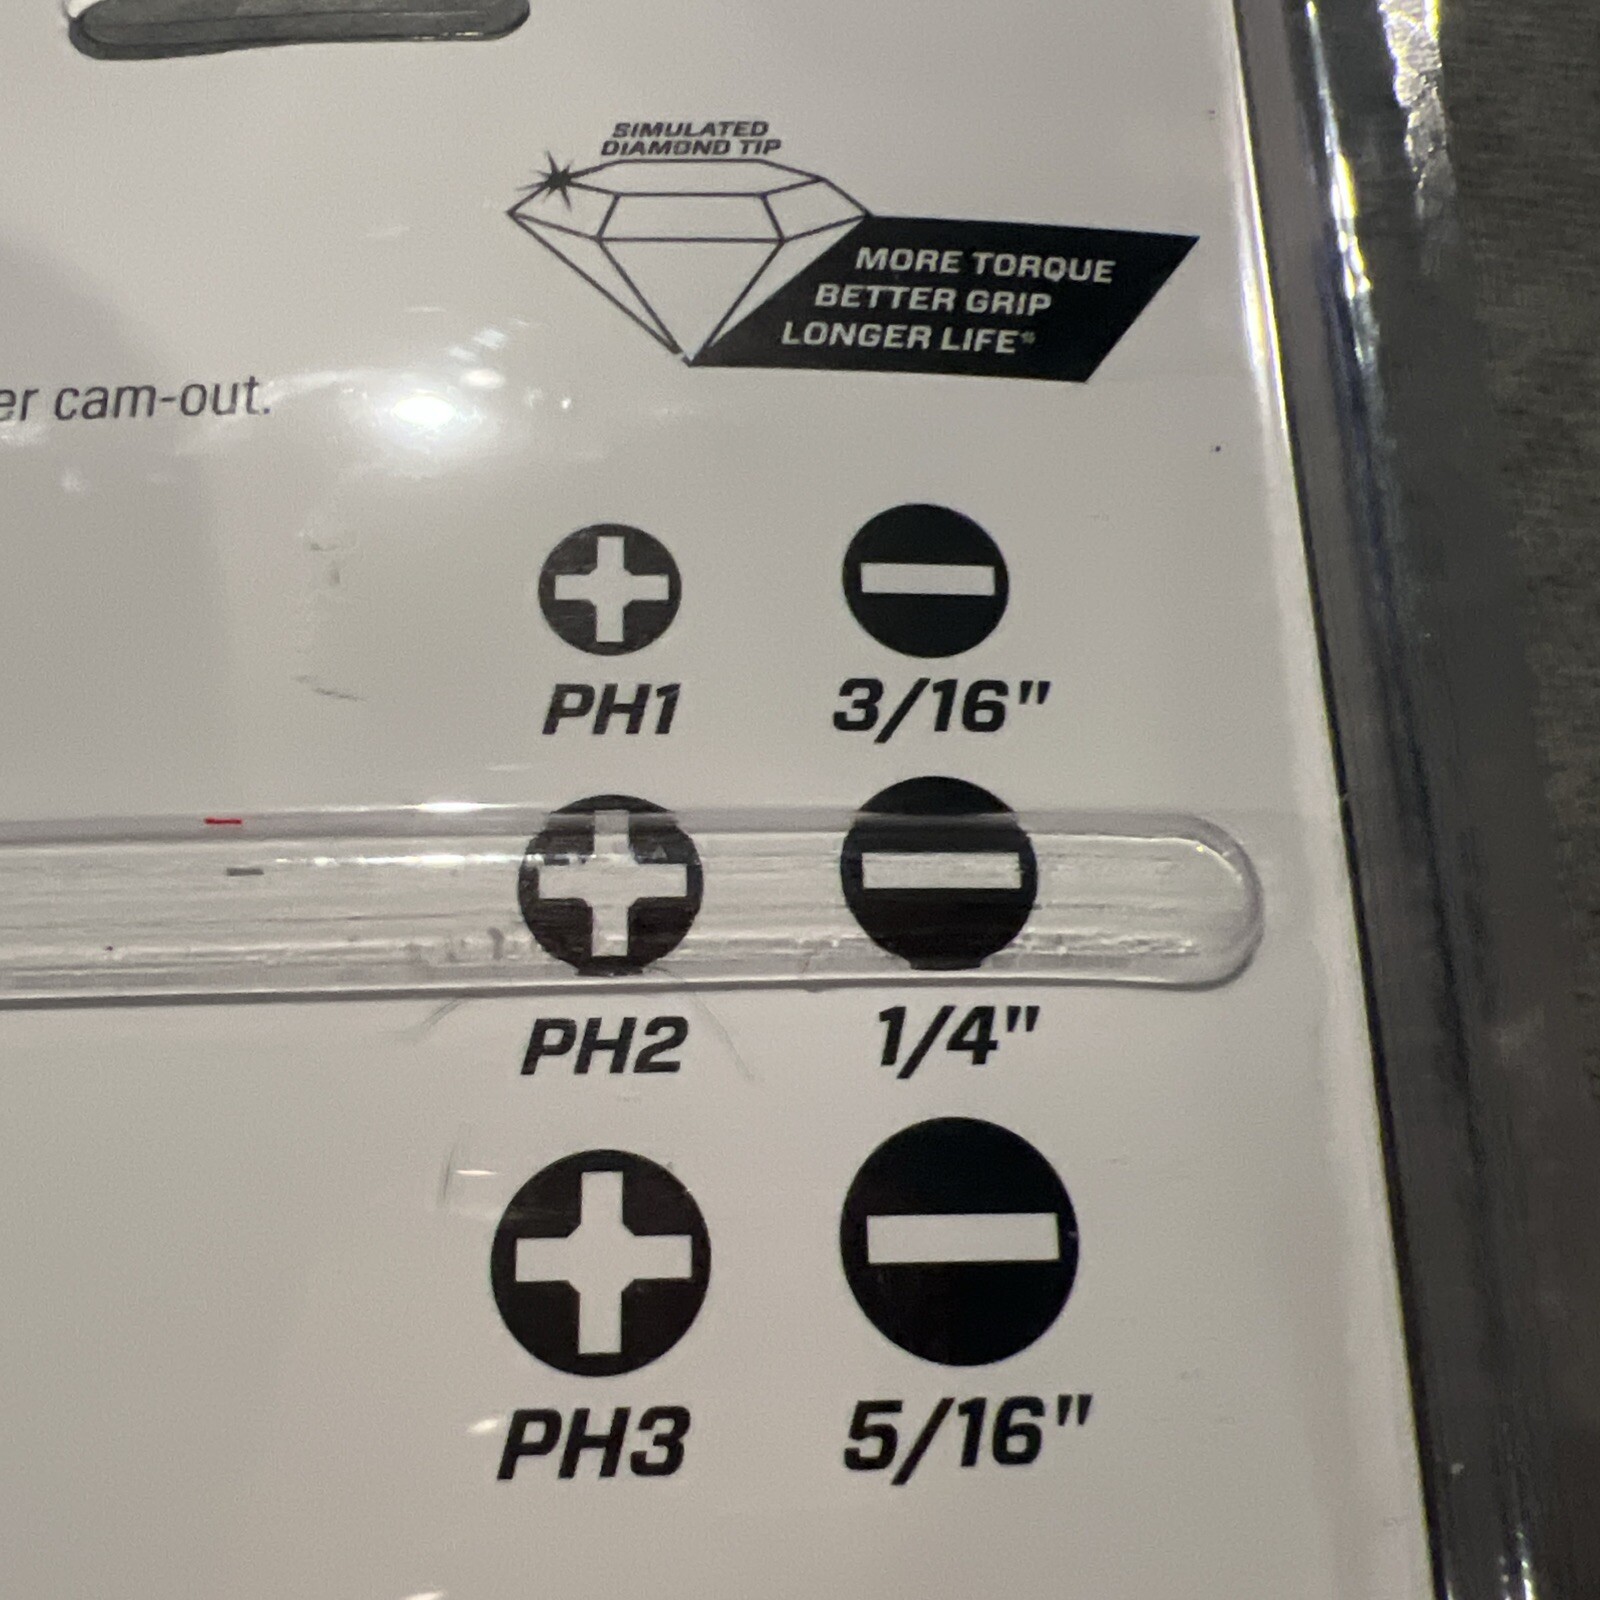 SIMULATED
DIAMOND TIP
MORE TORQUE
BETTER GRIP
LONGER LIFE*
cam-out.
PH1 3/16"
PH2 1/4"
PH3 5/16"